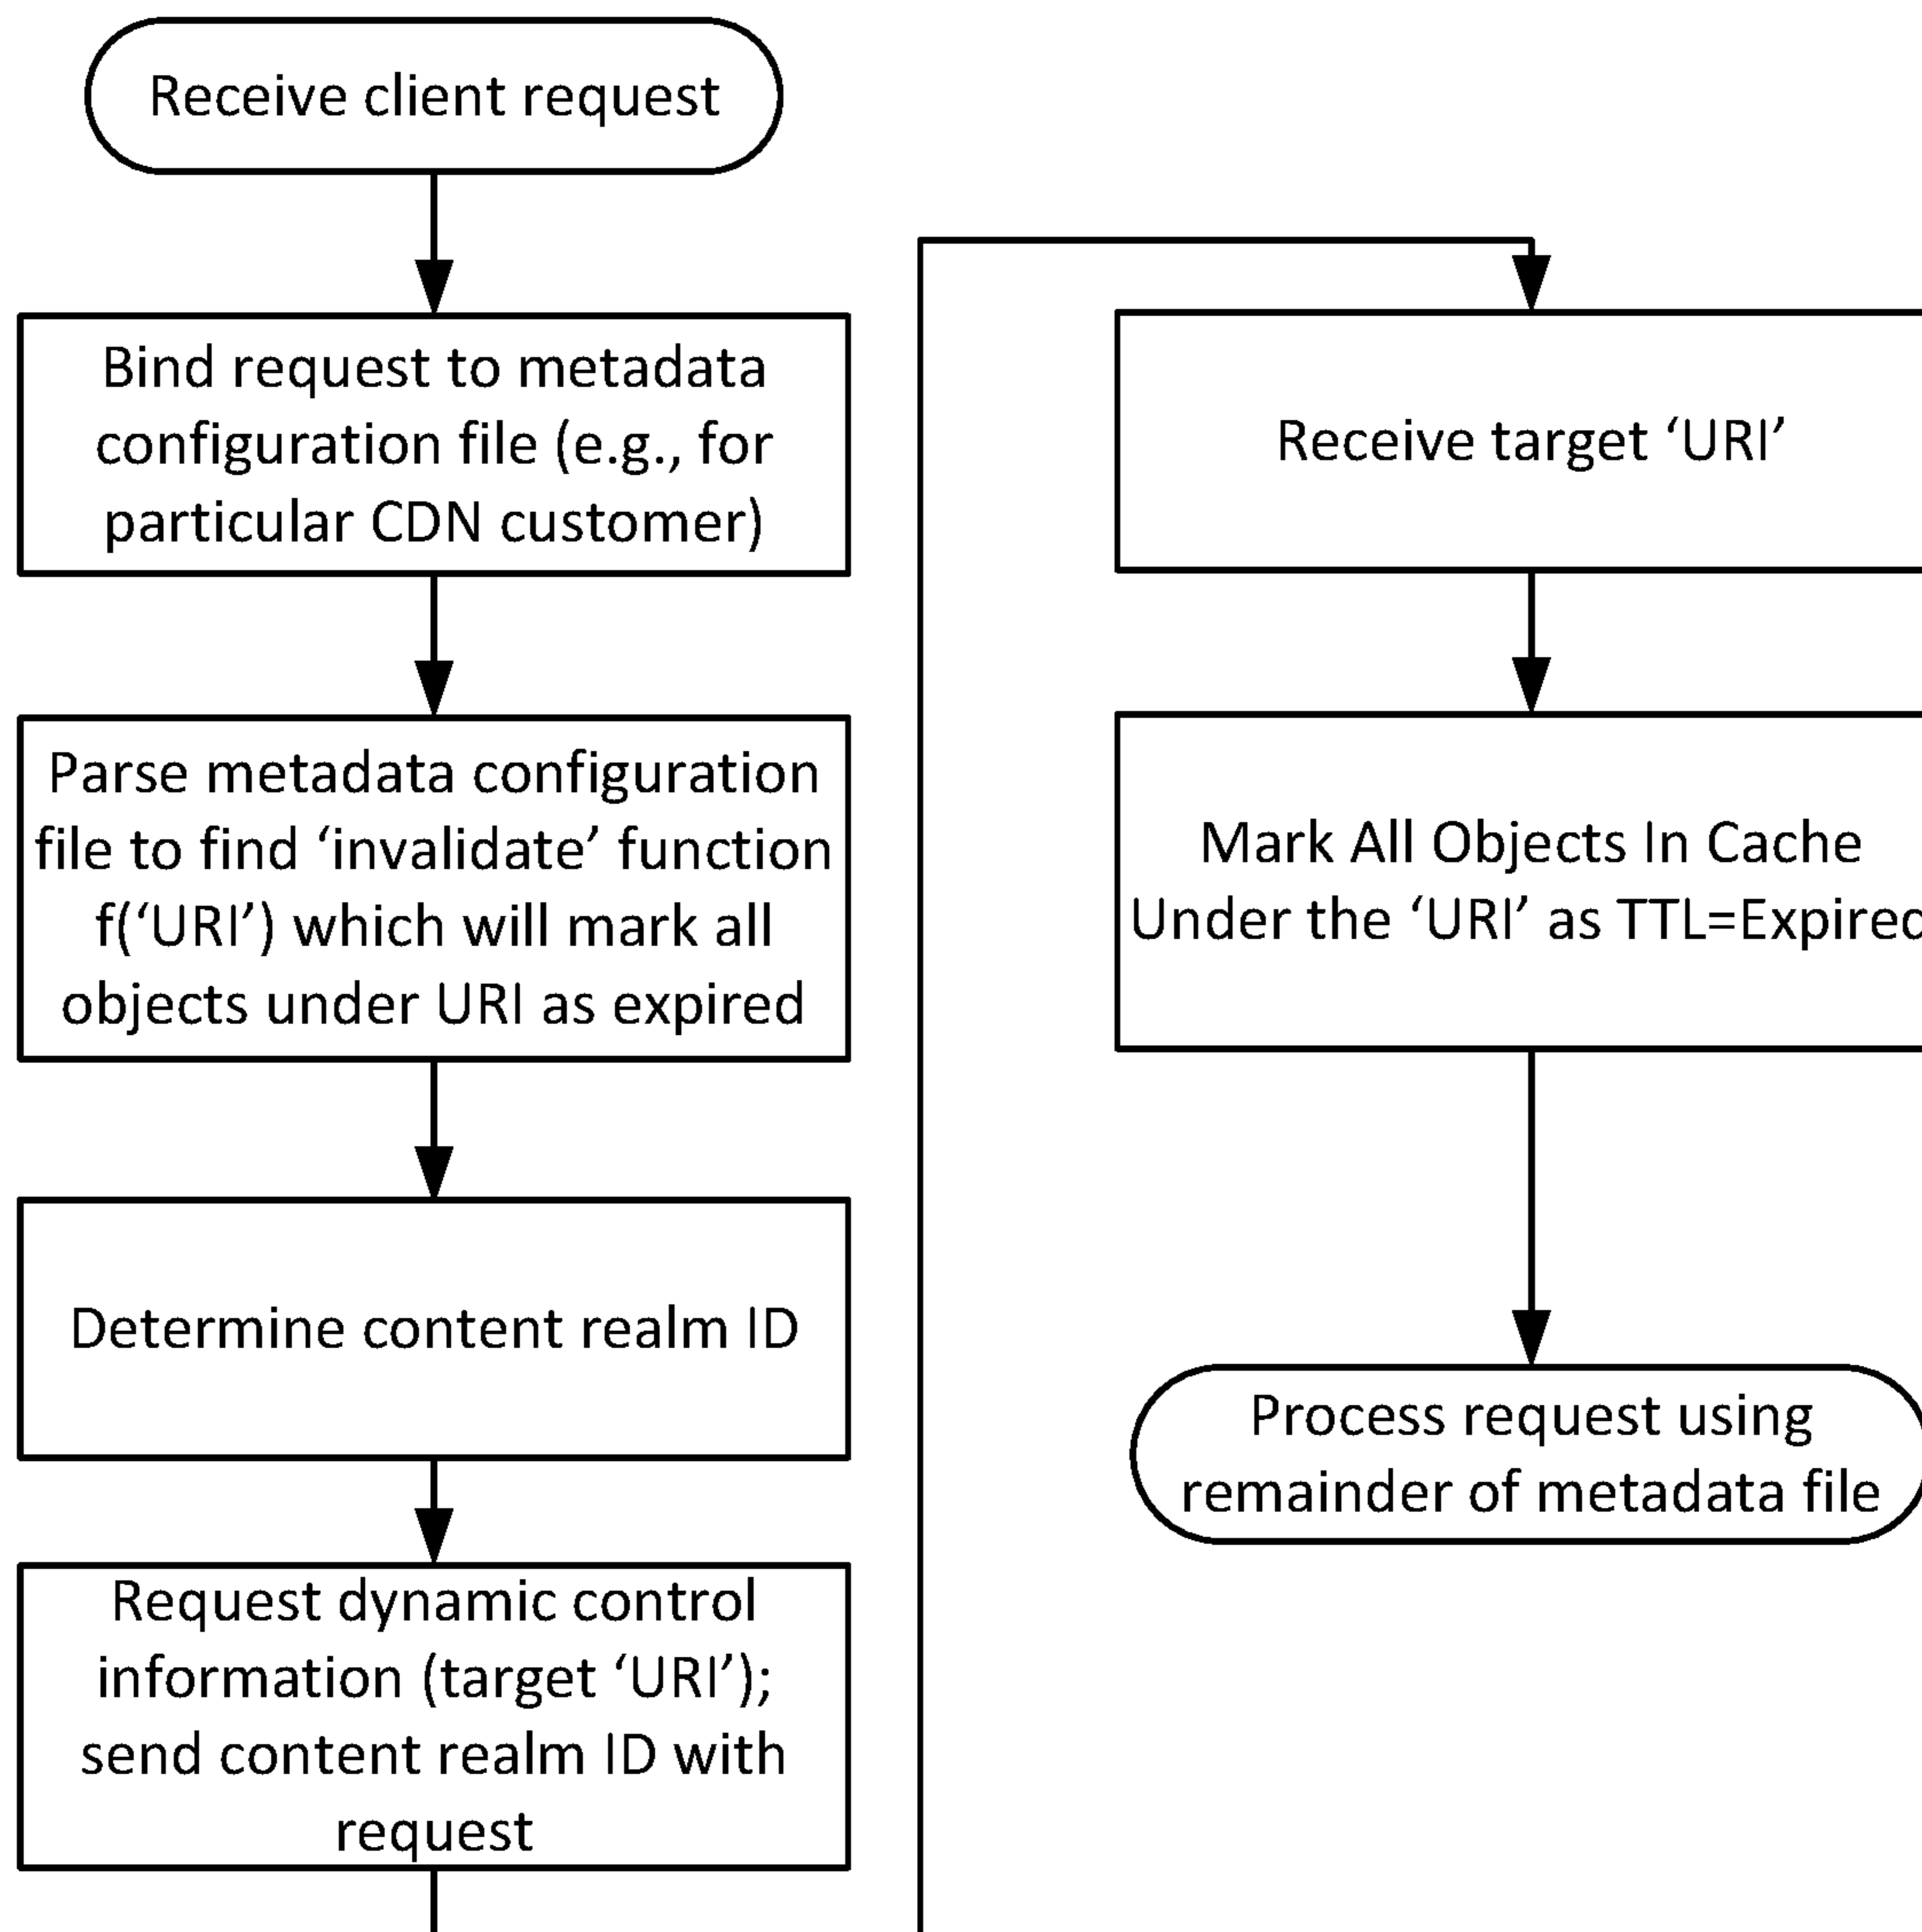 Receive client request
Bind request to metadata
configuration file (e.g., for
particular CDN customer)
Parse metadata configuration
file to find ‘invalidate’ function
f(‘URI’) which will mark all
objects under URI as expired
Determine content realm ID
Request dynamic control
information (target ‘URI’);
send content realm ID with
request
Receive target ‘URI’
Mark All Objects In Cache
Under the ‘URI’ as TTL=Expired
Process request using
remainder of metadata file